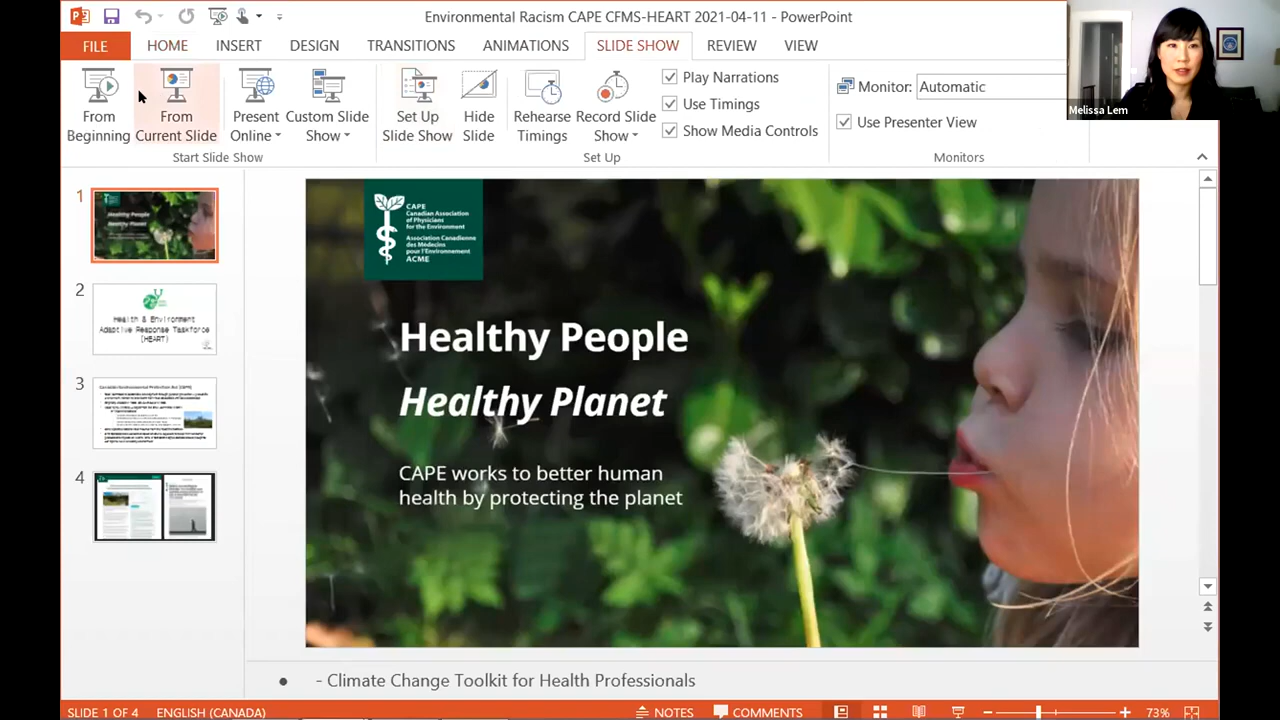 Environmental Racism CAPE CFMS-HEART 2021-04-11 - PowerPoint
FILE HOME INSERT DESIGN TRANSITIONS ANIMATIONS SLIDE SHOW REVIEW VIEW
From Beginning
From Current Slide
Present Online
Custom Slide Show
Set Up Slide Show
Hide Slide
Rehearse Timings
Record Slide Show
Play Narrations
Use Timings
Show Media Controls
Monitor: Automatic
Use Presenter View
Start Slide Show
Set Up
Monitors
Melissa Lem
1
Healthy People
Healthy Planet
2
Health & Environment
Adaptive Response Taskforce
(HEART)
3
4
CAPE
Canadian Association
of Physicians
for the Environment
Association Canadienne
des Médecins
pour l'Environnement
ACME
Healthy People
Healthy Planet
CAPE works to better human
health by protecting the planet
● - Climate Change Toolkit for Health Professionals
SLIDE 1 OF 4 ENGLISH (CANADA) NOTES COMMENTS 73%